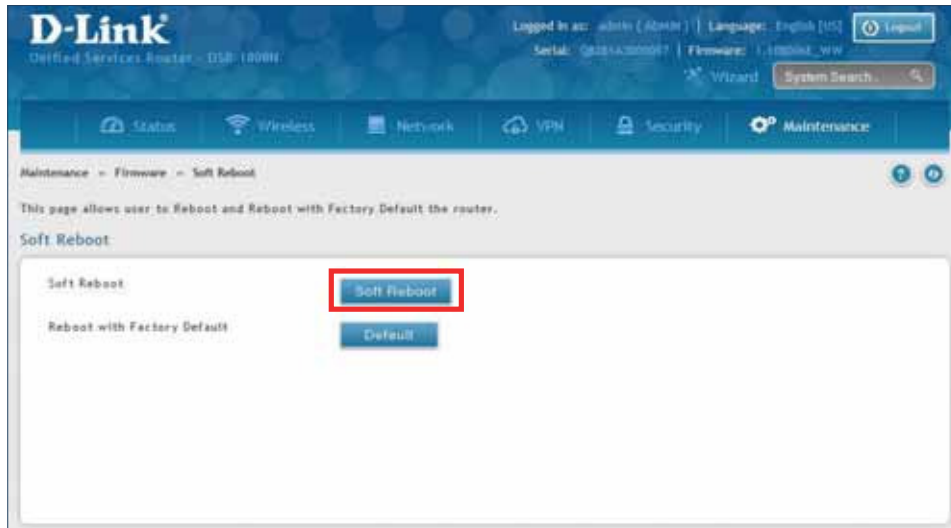 D-Link
Unified Services Router - DSR-1000N
Logged in as: admin ( ADMIN ) | Language: English [US]
Logout
Serial: | Firmware:
Wizard
System Search..
Status
Wireless
Network
VPN
Security
Maintenance
Maintenance » Firmware » Soft Reboot
This page allows user to Reboot and Reboot with Factory Default the router.
Soft Reboot
Soft Reboot
Soft Reboot
Reboot with Factory Default
Default